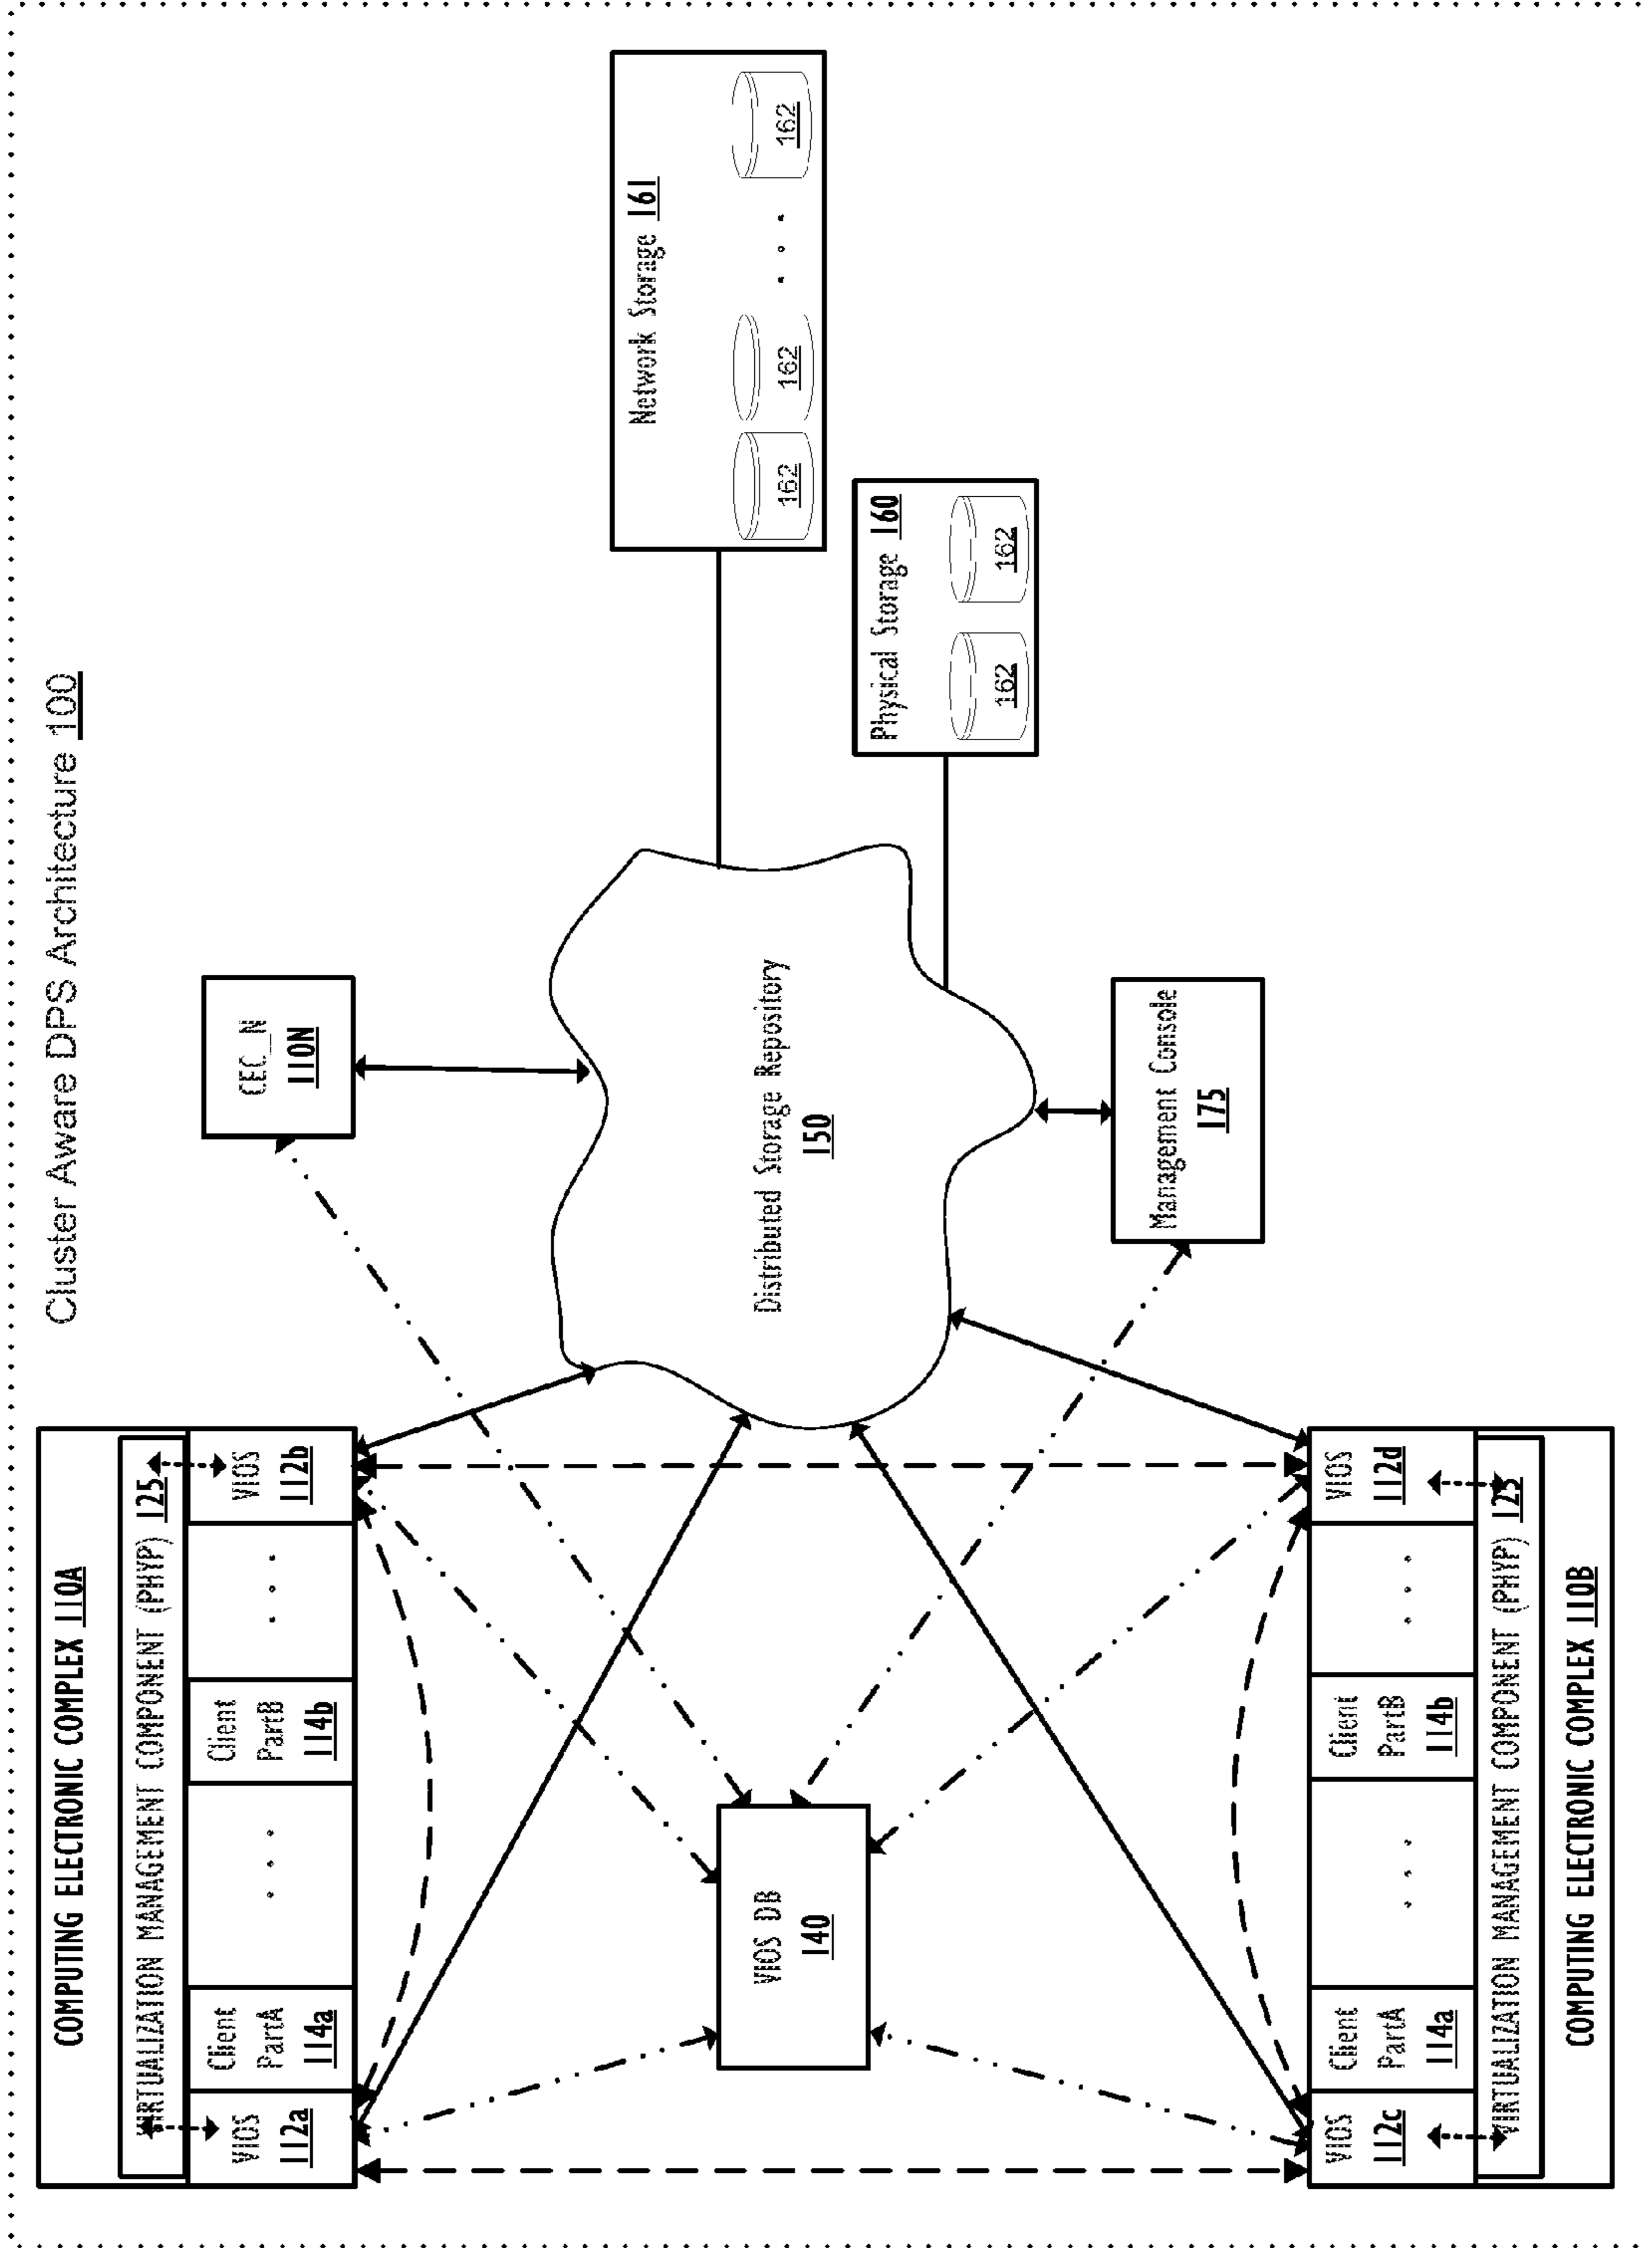 Cluster Aware DPS Architecture 100
COMPUTING ELECTRONIC COMPLEX 110A
VIRTUALIZATION MANAGEMENT COMPONENT (PHYP) 125
VIOS
112a
Client
PartA
114a
. . .
Client
PartB
114b
. . .
VIOS
112b
CEC_N
110N
Network Storage 161
162
162
. . .
162
Physical Storage 160
162
162
VIOS DB
140
Distributed Storage Repository
150
Management Console
175
VIOS
112c
Client
PartA
114a
. . .
Client
PartB
114b
. . .
VIOS
112d
VIRTUALIZATION MANAGEMENT COMPONENT (PHYP) 125
COMPUTING ELECTRONIC COMPLEX 110B